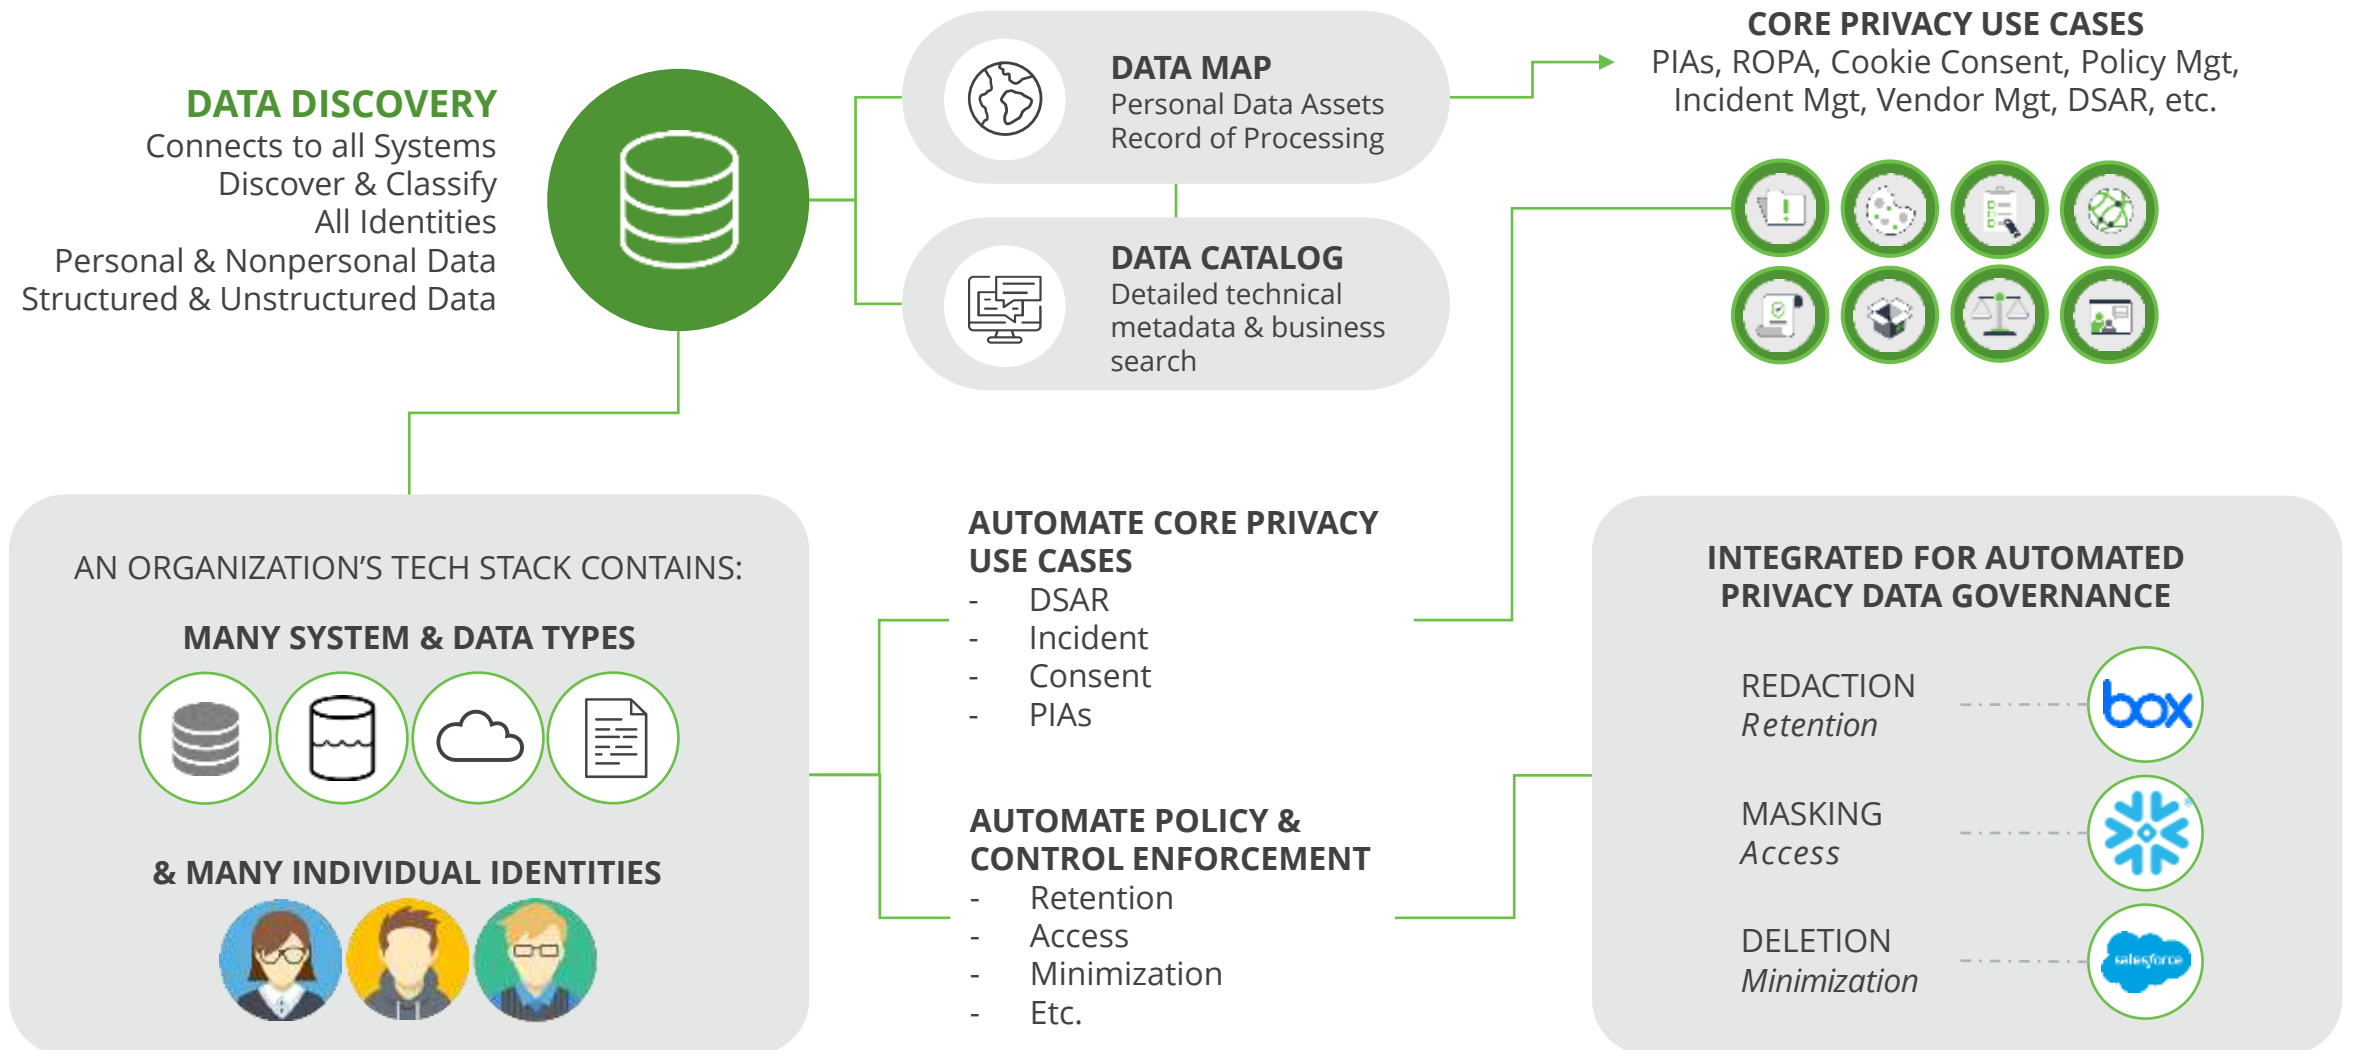 DATA DISCOVERY
Connects to all Systems
Discover & Classify
All Identities
Personal & Nonpersonal Data
Structured & Unstructured Data
DATA MAP
Personal Data Assets
Record of Processing
DATA CATALOG
Detailed technical
metadata & business
search
CORE PRIVACY USE CASES
PIAs, ROPA, Cookie Consent, Policy Mgt,
Incident Mgt, Vendor Mgt, DSAR, etc.
AN ORGANIZATION’S TECH STACK CONTAINS:
MANY SYSTEM & DATA TYPES
& MANY INDIVIDUAL IDENTITIES
AUTOMATE CORE PRIVACY
USE CASES
- DSAR
- Incident
- Consent
- PIAs
AUTOMATE POLICY &
CONTROL ENFORCEMENT
- Retention
- Access
- Minimization
- Etc.
INTEGRATED FOR AUTOMATED
PRIVACY DATA GOVERNANCE
REDACTION
Retention
box
MASKING
Access
®
DELETION
Minimization
salesforce